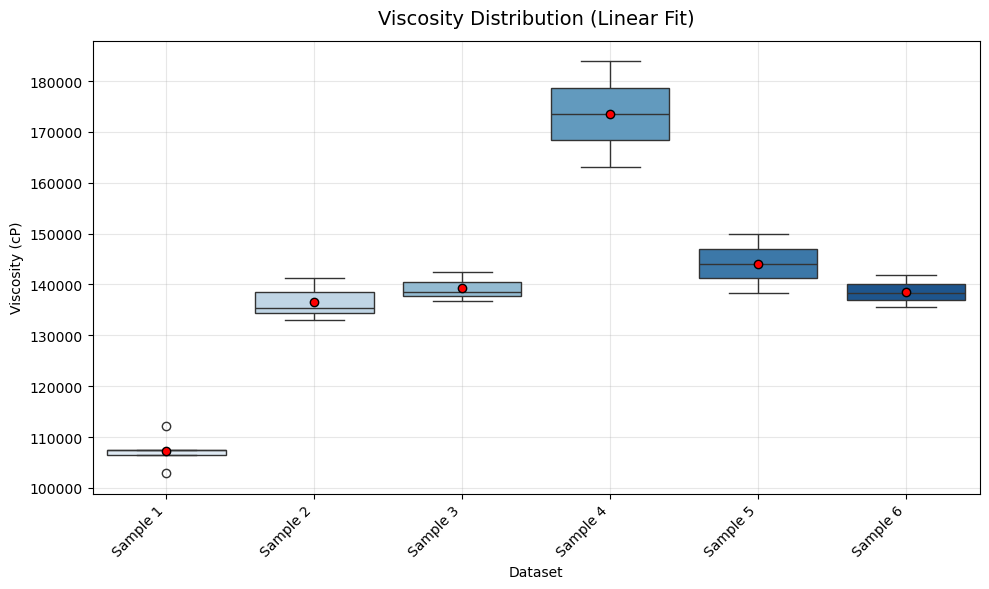 Viscosity Distribution (Linear Fit)
Viscosity (cP)
180000
170000
160000
150000
140000
130000
120000
110000
100000
Sample 1
Sample 2
Sample 3
Sample 4
Sample 5
Sample 6
Dataset